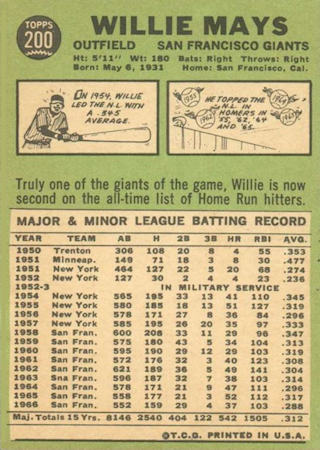 TOPPS
200
WILLIE MAYS
OUTFIELD SAN FRANCISCO GIANTS
Ht: 5'11" Wt: 180 Bats: Right Throws: Right
Born: May 6, 1931 Home: San Francisco, Cal.
IN 1954, WILLIE
LED THE N.L. WITH
A .345
AVERAGE.
HE TOPPED THE
N.L. IN
HOMERS IN
'55, '62, '64
AND '65.
1955
1962
1964
1965
Truly one of the giants of the game, Willie is now
second on the all-time list of Home Run hitters.
MAJOR & MINOR LEAGUE BATTING RECORD
YEAR TEAM AB H 2B 3B HR RBI AVG.
1950 Trenton 306 108 20 8 4 55 .353
1951 Minneap. 149 71 18 3 8 30 .477
1951 New York 464 127 22 5 20 68 .274
1952 New York 127 30 2 4 4 23 .236
1952-3 IN MILITARY SERVICE
1954 New York 565 195 33 13 41 110 .345
1955 New York 580 185 18 13 51 127 .319
1956 New York 578 171 27 8 36 84 .296
1957 New York 585 195 26 20 35 97 .333
1958 San Fran. 600 208 33 11 29 96 .347
1959 San Fran. 575 180 43 5 34 104 .313
1960 San Fran. 595 190 29 12 29 103 .319
1961 San Fran. 572 176 32 3 40 123 .308
1962 San Fran. 621 189 36 5 49 141 .304
1963 San Fran. 596 187 32 7 38 103 .314
1964 San Fran. 578 171 21 9 47 111 .296
1965 San Fran. 558 177 21 3 52 112 .317
1966 San Fran. 552 159 29 4 37 103 .288
Maj. Totals 15 Yrs. 8146 2540 404 122 542 1505 .312
©T.C.G. PRINTED IN U.S.A.